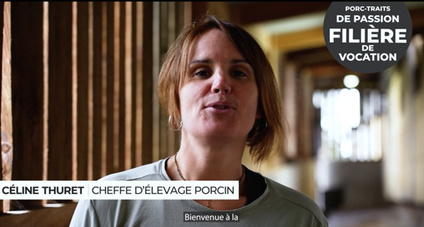 PORC-TRAITS
DE PASSION
FILIÈRE
DE
VOCATION
CÉLINE THURET | CHEFFE D'ÉLEVAGE PORCIN
Bienvenue à la